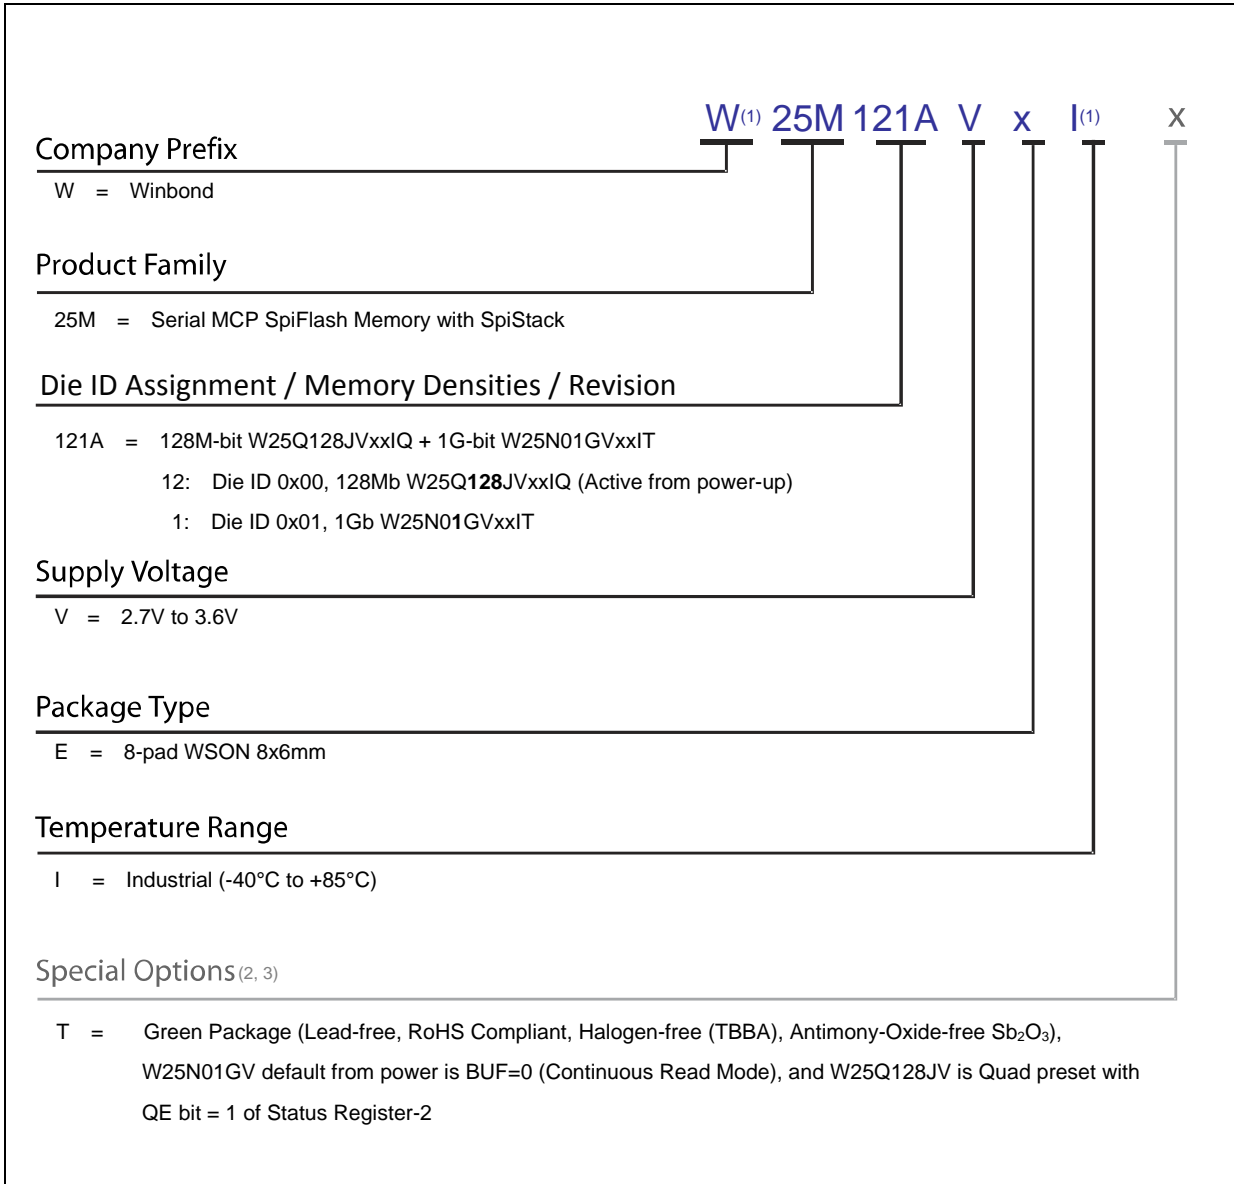 W(1) 25M 121A V x I(1) x
Company Prefix
W = Winbond
Product Family
25M = Serial MCP SpiFlash Memory with SpiStack
Die ID Assignment / Memory Densities / Revision
121A = 128M-bit W25Q128JVxxIQ + 1G-bit W25N01GVxxIT
12: Die ID 0x00, 128Mb W25Q128JVxxIQ (Active from power-up)
1: Die ID 0x01, 1Gb W25N01GVxxIT
Supply Voltage
V = 2.7V to 3.6V
Package Type
E = 8-pad WSON 8x6mm
Temperature Range
I = Industrial (-40°C to +85°C)
Special Options (2, 3)
T = Green Package (Lead-free, RoHS Compliant, Halogen-free (TBBA), Antimony-Oxide-free Sb₂O₃),
W25N01GV default from power is BUF=0 (Continuous Read Mode), and W25Q128JV is Quad preset with
QE bit = 1 of Status Register-2